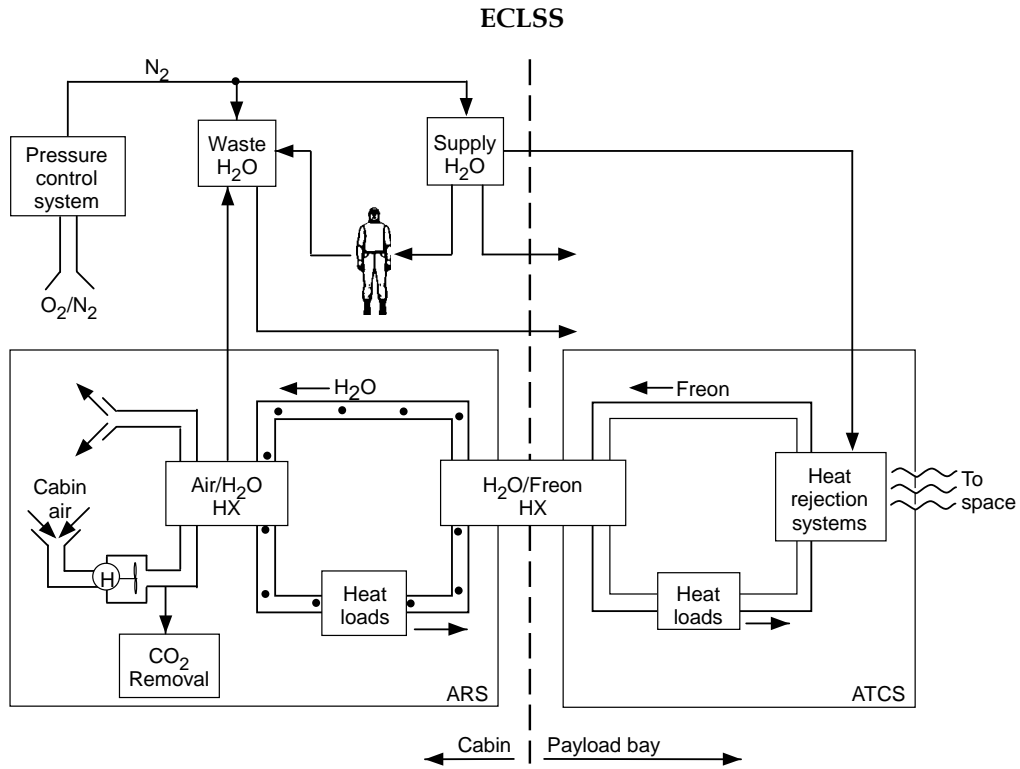 ECLSS
N2
Waste
H2O
Supply
H2O
Pressure
control
system
O2/N2
H2O
Freon
Cabin
air
Air/H2O
HX
H2O/Freon
HX
Heat
rejection
systems
To
space
H
Heat
loads
Heat
loads
CO2
Removal
ARS
ATCS
Cabin
Payload bay